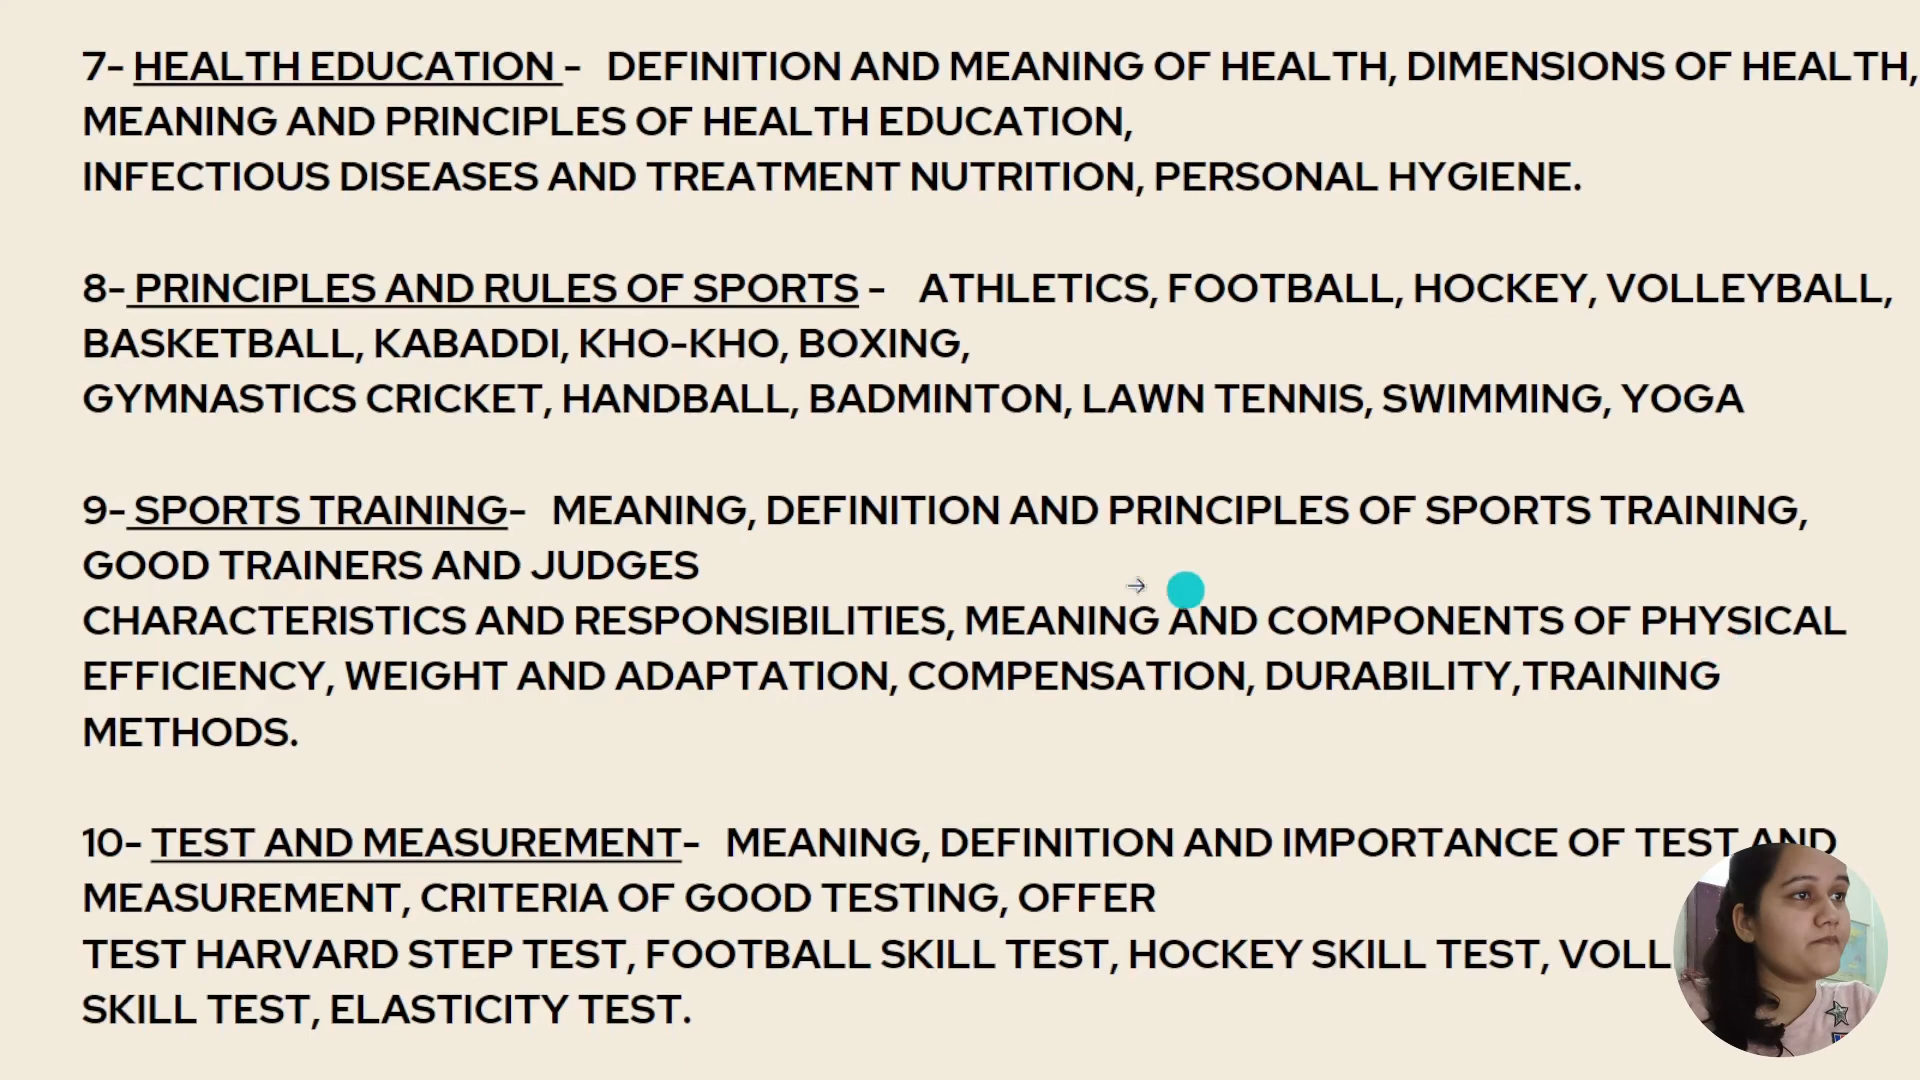 7- HEALTH EDUCATION - DEFINITION AND MEANING OF HEALTH, DIMENSIONS OF HEALTH,
MEANING AND PRINCIPLES OF HEALTH EDUCATION,
INFECTIOUS DISEASES AND TREATMENT NUTRITION, PERSONAL HYGIENE.
8- PRINCIPLES AND RULES OF SPORTS - ATHLETICS, FOOTBALL, HOCKEY, VOLLEYBALL,
BASKETBALL, KABADDI, KHO-KHO, BOXING,
GYMNASTICS CRICKET, HANDBALL, BADMINTON, LAWN TENNIS, SWIMMING, YOGA
9- SPORTS TRAINING- MEANING, DEFINITION AND PRINCIPLES OF SPORTS TRAINING,
GOOD TRAINERS AND JUDGES
CHARACTERISTICS AND RESPONSIBILITIES, MEANING AND COMPONENTS OF PHYSICAL
EFFICIENCY, WEIGHT AND ADAPTATION, COMPENSATION, DURABILITY,TRAINING
METHODS.
10- TEST AND MEASUREMENT- MEANING, DEFINITION AND IMPORTANCE OF TEST AND
MEASUREMENT, CRITERIA OF GOOD TESTING, OFFER
TEST HARVARD STEP TEST, FOOTBALL SKILL TEST, HOCKEY SKILL TEST,
SKILL TEST, ELASTICITY TEST.